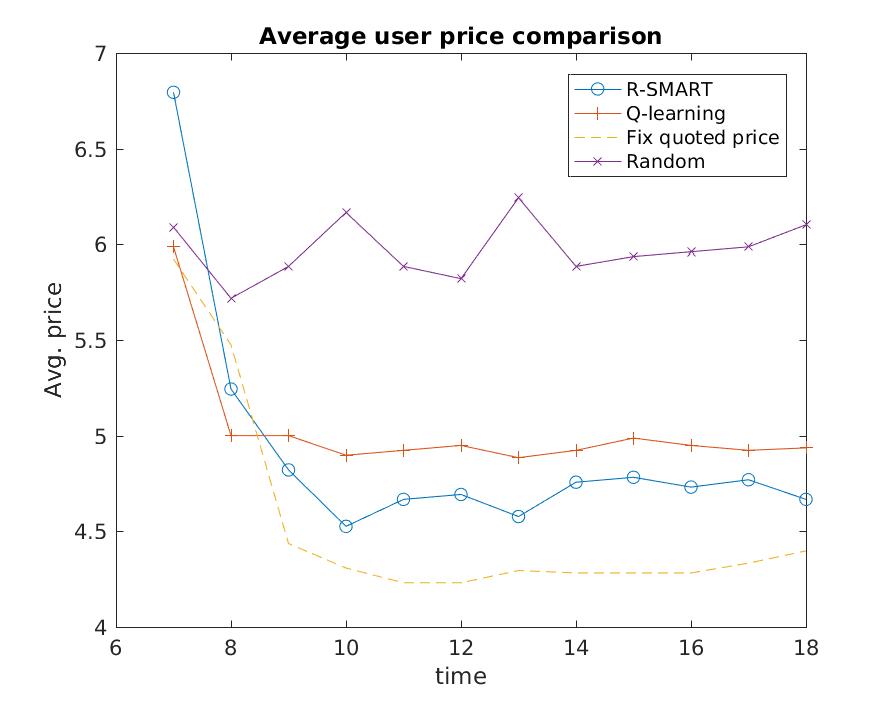 Average user price comparison
7
6.5
6
5.5
5
4.5
4
Avg. price
R-SMART
Q-learning
Fix quoted price
Random
6 8 10 12 14 16 18
time